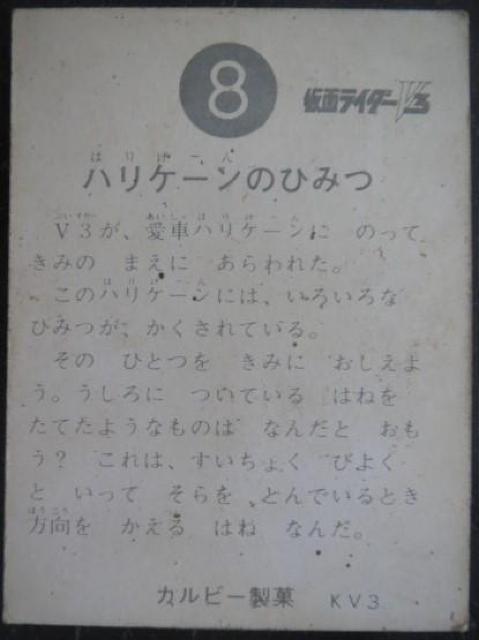 8
仮面ライダーV3
はりけーん
ハリケーンのひみつ
V3が、愛車ハリケーンに のって
きみの まえに あらわれた。
このハリケーンには、いろいろな
ひみつが、かくされている。
その ひとつを きみに おしえよ
う。うしろに ついている はねを
たてたようなものは なんだと おも
う? これは、すいちょく びよく
と いって そらを とんでいるとき
方向を かえる はね なんだ。
カルビー製菓 KV3